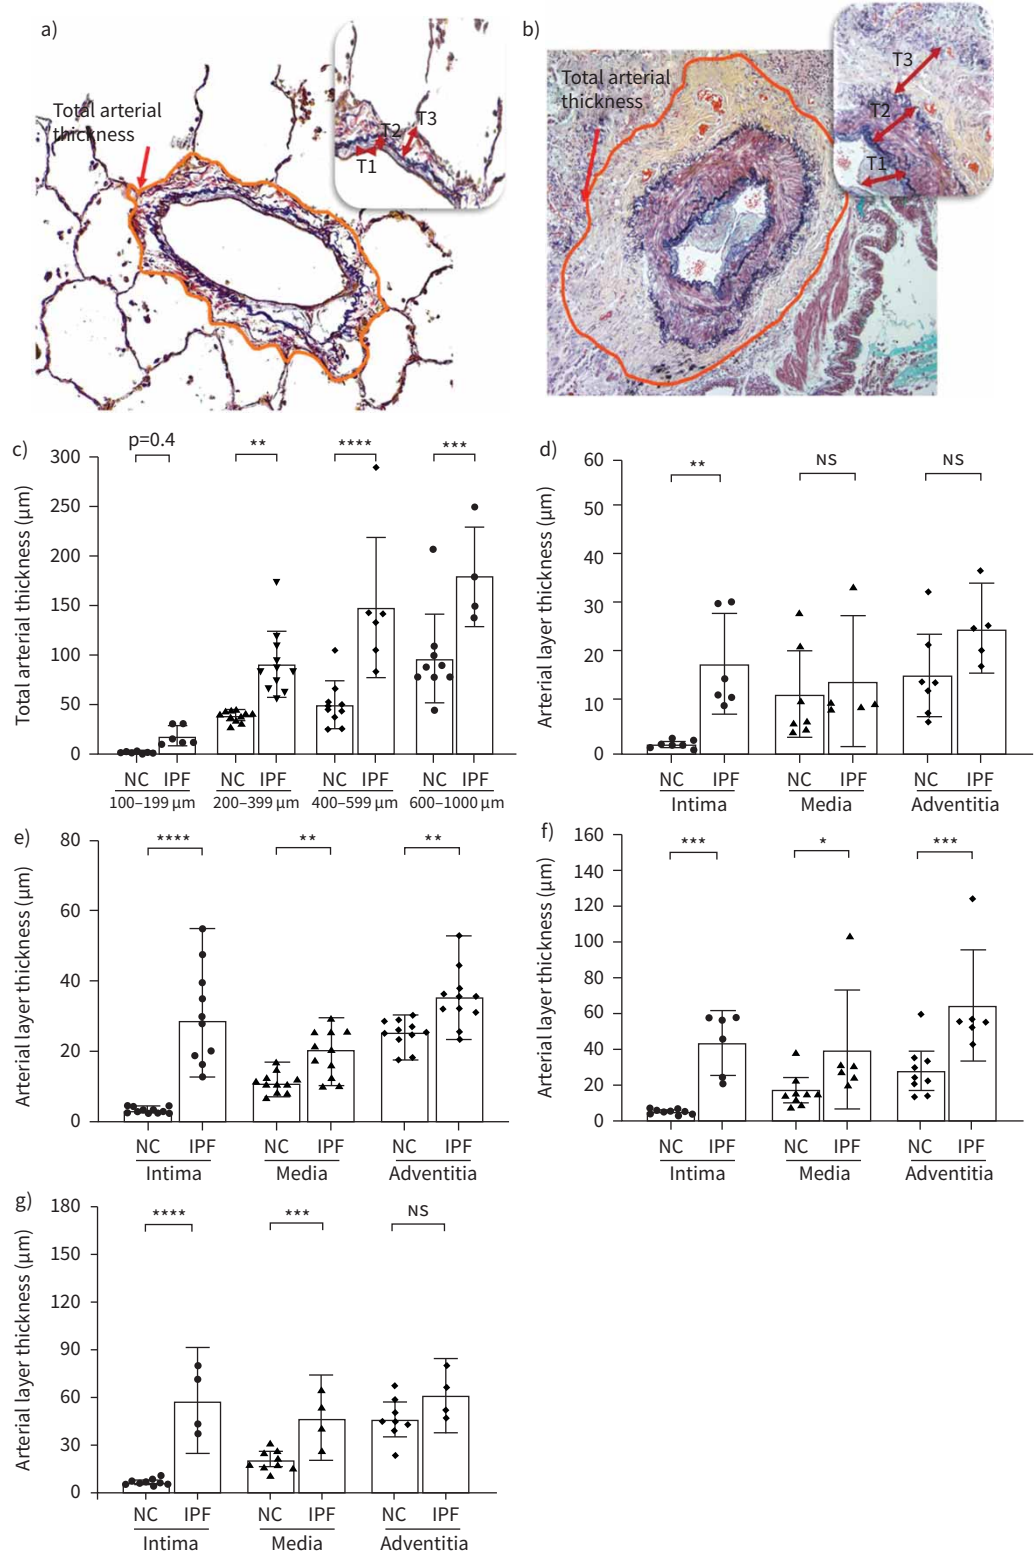 a)
Total arterial
thickness
T1
T2
T3
b)
Total arterial
thickness
T3
T2
T1
c)
Total arterial thickness (μm)
300
250
200
150
100
50
0
p=0.4
**
****
***
NC IPF NC IPF NC IPF NC IPF
100–199 μm 200–399 μm 400–599 μm 600–1000 μm
d)
Arterial layer thickness (μm)
60
50
40
30
20
10
0
**
NS
NS
NC IPF NC IPF NC IPF
Intima Media Adventitia
e)
Arterial layer thickness (μm)
80
60
40
20
0
****
**
**
NC IPF NC IPF NC IPF
Intima Media Adventitia
f)
Arterial layer thickness (μm)
160
140
120
100
80
60
40
20
0
***
*
***
NC IPF NC IPF NC IPF
Intima Media Adventitia
g)
Arterial layer thickness (μm)
180
150
120
90
60
30
0
****
***
NS
NC IPF NC IPF NC IPF
Intima Media Adventitia